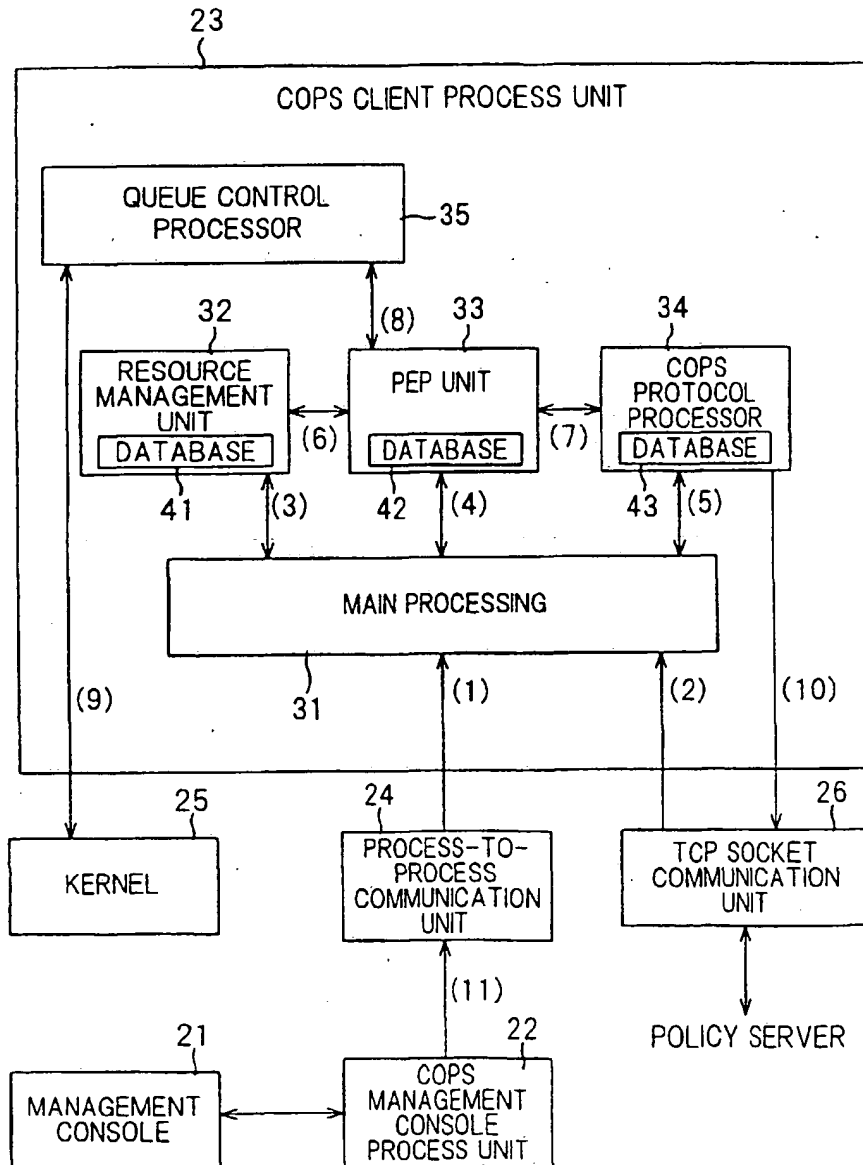 23
COPS CLIENT PROCESS UNIT
QUEUE CONTROL
PROCESSOR
35
(8)
32
33
34
RESOURCE
MANAGEMENT
UNIT
DATABASE
41
(6)
PEP UNIT
DATABASE
42
(7)
COPS
PROTOCOL
PROCESSOR
DATABASE
43
(3)
(4)
(5)
MAIN PROCESSING
31
(9)
(1)
(2)
(10)
25
KERNEL
24
PROCESS-TO-
PROCESS
COMMUNICATION
UNIT
26
TCP SOCKET
COMMUNICATION
UNIT
(11)
POLICY SERVER
21
MANAGEMENT
CONSOLE
22
COPS
MANAGEMENT
CONSOLE
PROCESS UNIT